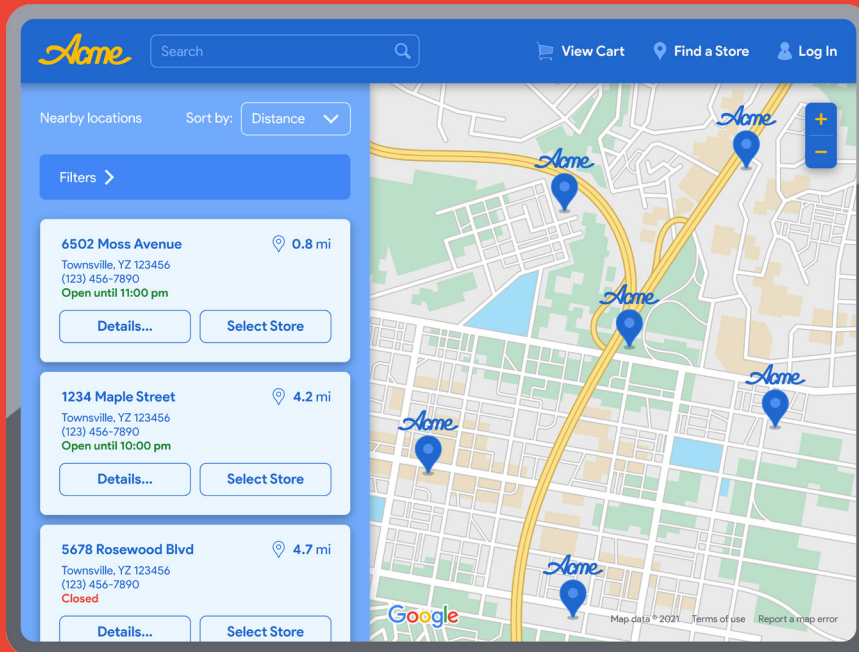 Acme
Search
View Cart
Find a Store
Log In
Nearby locations
Sort by:
Distance
Filters
6502 Moss Avenue
0.8 mi
Townsville, YZ 123456
(123) 456-7890
Open until 11:00 pm
Details...
Select Store
1234 Maple Street
4.2 mi
Townsville, YZ 123456
(123) 456-7890
Open until 10:00 pm
Details...
Select Store
5678 Rosewood Blvd
4.7 mi
Townsville, YZ 123456
(123) 456-7890
Closed
Details...
Select Store
Acme
+
−
Acme
Acme
Acme
Acme
Acme
Google
Map data © 2021
Terms of use
Report a map error